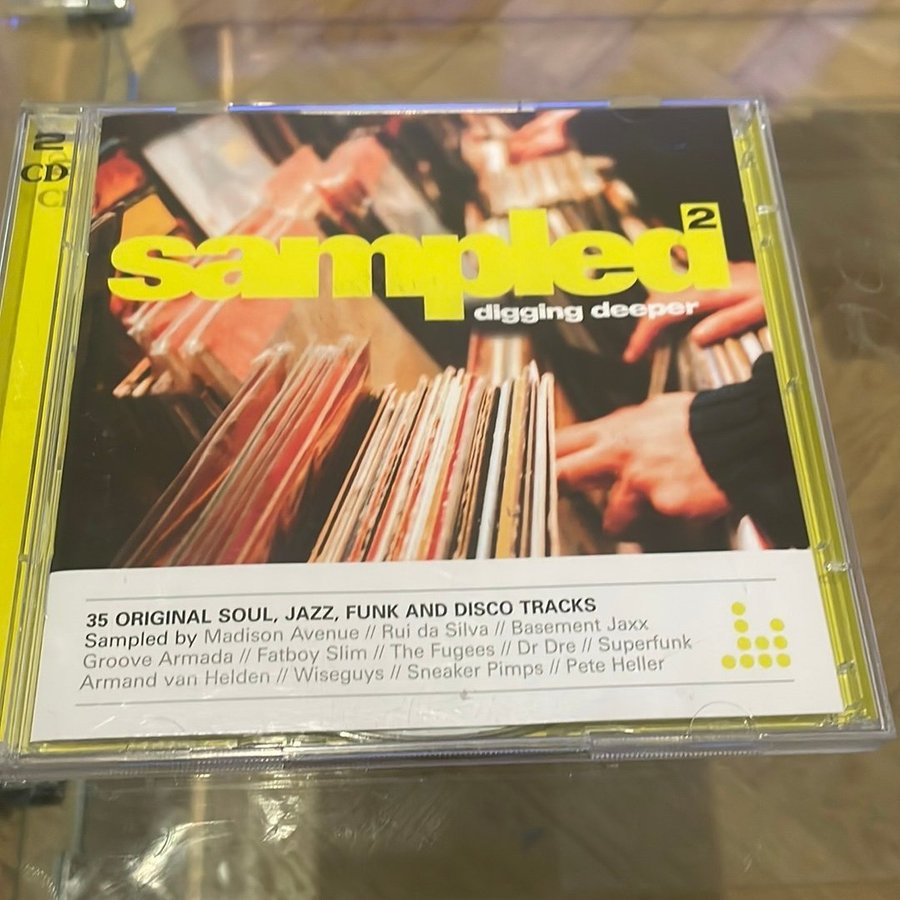 2
CD
sampled 2
digging deeper
35 ORIGINAL SOUL, JAZZ, FUNK AND DISCO TRACKS
Sampled by Madison Avenue // Rui da Silva // Basement Jaxx
Groove Armada // Fatboy Slim // The Fugees // Dr Dre // Superfunk
Armand van Helden // Wiseguys // Sneaker Pimps // Pete Heller